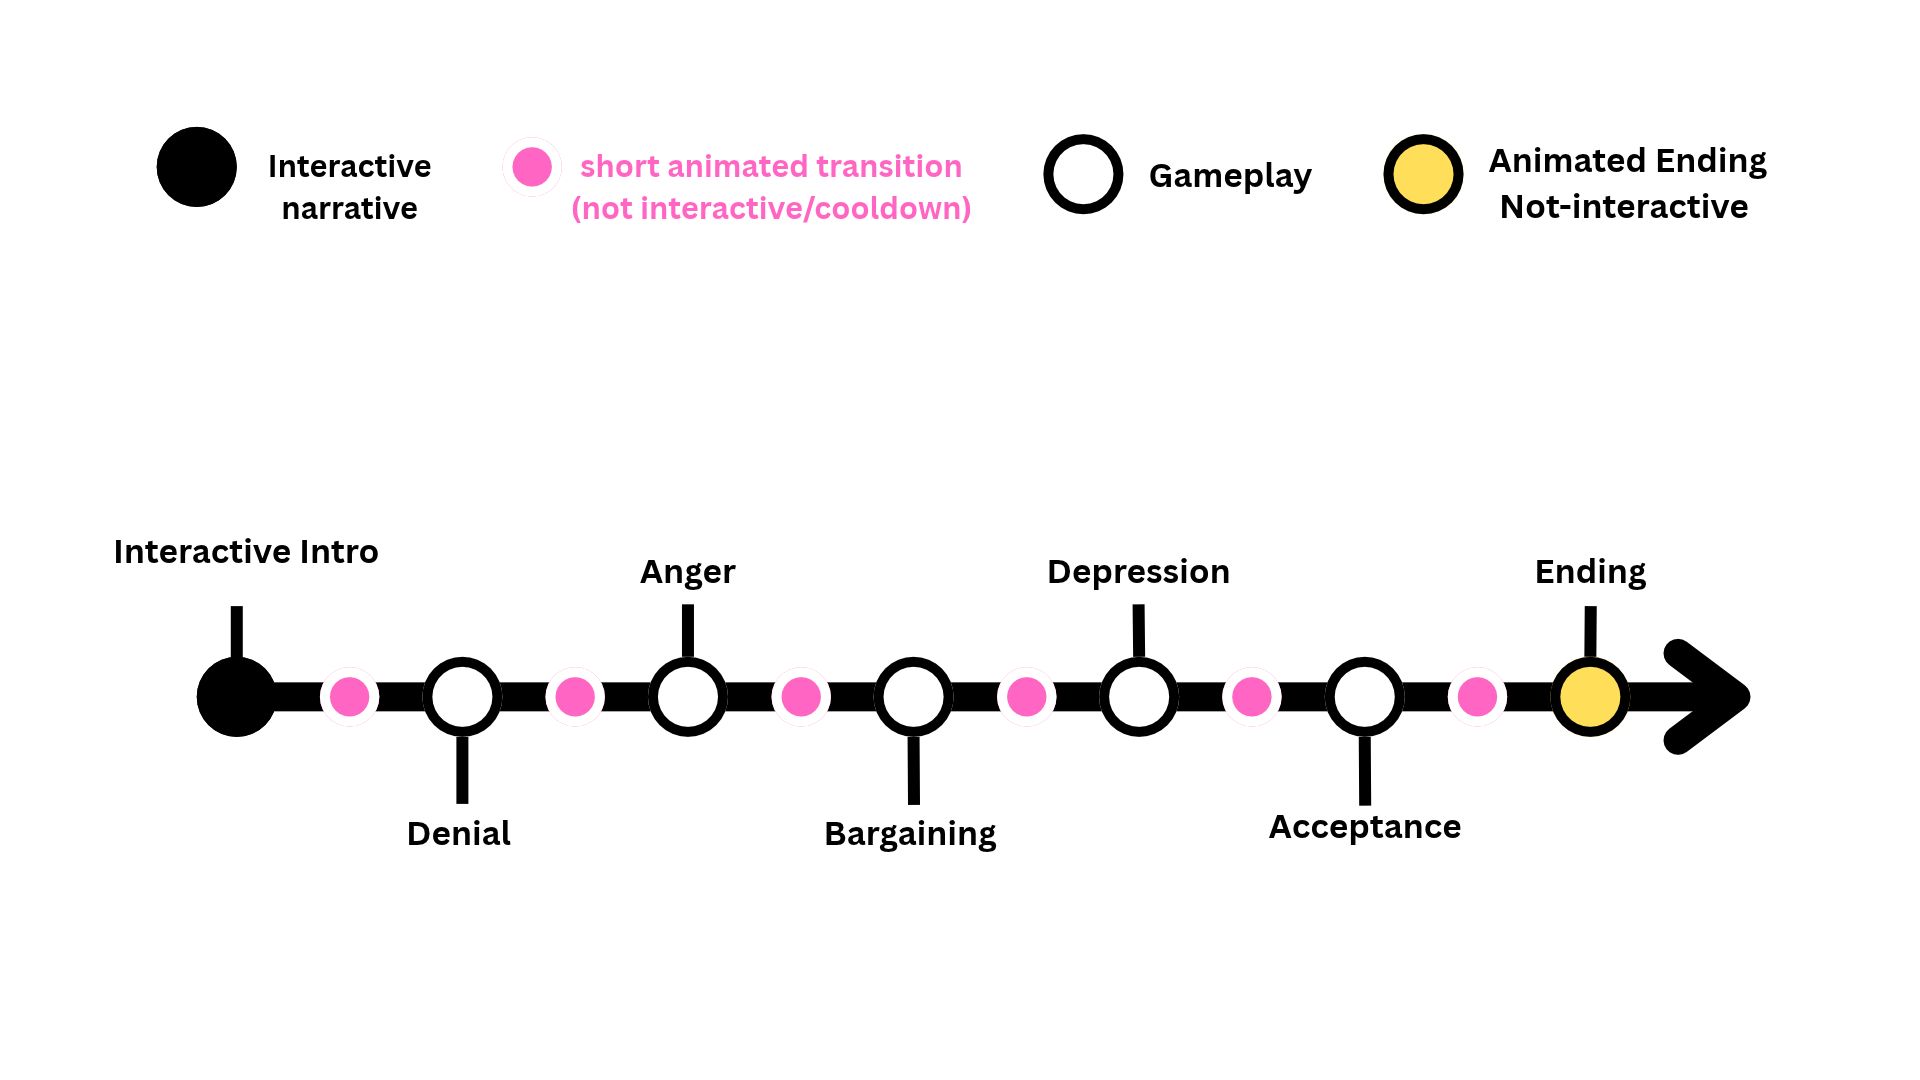 Interactive
narrative
short animated transition
(not interactive/cooldown)
Gameplay
Animated Ending
Not-interactive
Interactive Intro
Anger
Depression
Ending
Denial
Bargaining
Acceptance